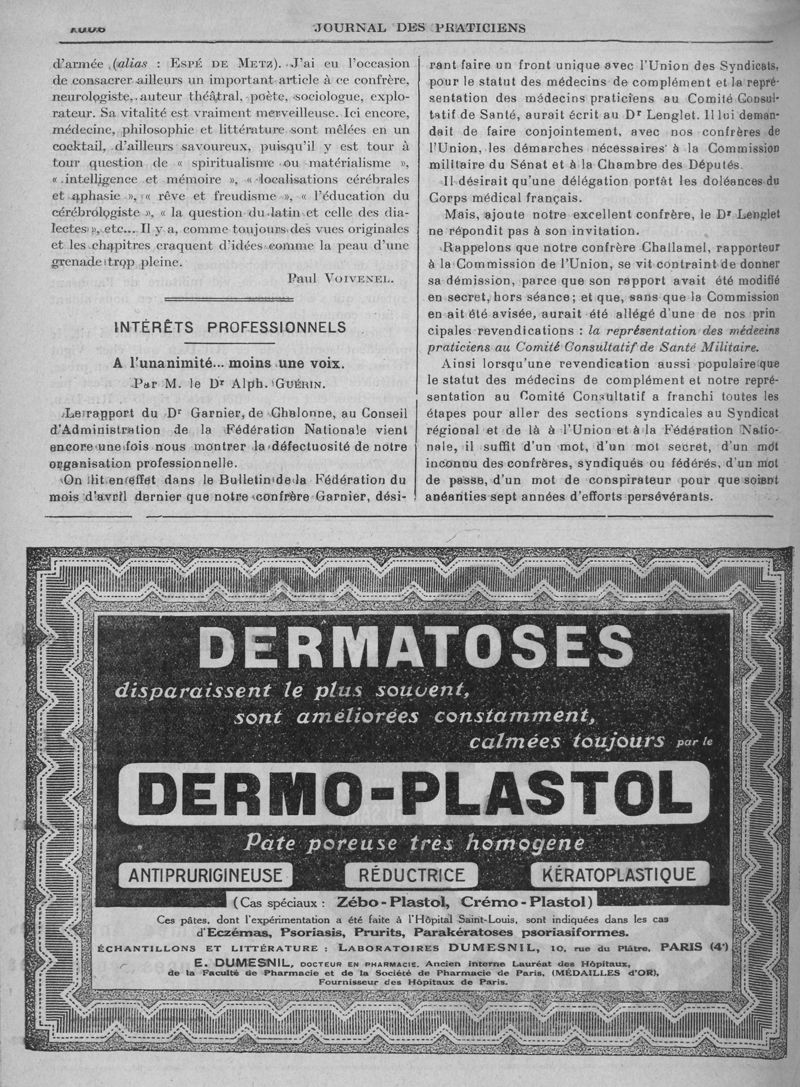 JOURNAL DES PRATICIENS
d'armée (alias : ESPÉ DE METZ). J'ai eu l'occasion
de consacrer ailleurs un important article à ce confrère,
neurologiste, auteur théâtral, poète, sociologue, explo-
rateur. Sa vitalité est vraiment merveilleuse. Ici encore,
médecine, philosophie et littérature sont mêlées en un
cocktail, d'ailleurs savoureux, puisqu'il y est tour à
tour question de « spiritualisme ou matérialisme »,
« intelligence et mémoire », « localisations cérébrales
et aphasie », « rêve et freudisme », « l'éducation du
cérébrologiste », « la question du latin et celle des dia-
lectes », etc... Il y a, comme toujours des vues originales
et les chapitres craquent d'idées comme la peau d'une
grenade trop pleine.
Paul VOIVENEL.
INTÉRÊTS PROFESSIONNELS
A l'unanimité... moins une voix.
Par M. le Dr Alph. GUÉRIN.
Le rapport du Dr Garnier, de Chalonne, au Conseil
d'Administration de la Fédération Nationale vient
encore une fois nous montrer la défectuosité de notre
organisation professionnelle.
On lit en effet dans le Bulletin de la Fédération du
mois d'avril dernier que notre confrère Garnier, dési-
rant faire un front unique avec l'Union des Syndicats,
pour le statut des médecins de complément et la repré-
sentation des médecins praticiens au Comité Consul-
tatif de Santé, aurait écrit au Dr Lenglet. Il lui deman-
dait de faire conjointement, avec nos confrères de
l'Union, les démarches nécessaires à la Commission
militaire du Sénat et à la Chambre des Députés.
Il désirait qu'une délégation portât les doléances du
Corps médical français.
Mais, ajoute notre excellent confrère, le Dr Lenglet
ne répondit pas à son invitation.
Rappelons que notre confrère Challamel, rapporteur
à la Commission de l'Union, se vit contraint de donner
sa démission, parce que son rapport avait été modifié
en secret, hors séance; et que, sans que la Commission
en ait été avisée, aurait été allégé d'une de nos prin
cipales revendications : la représentation des médecins
praticiens au Comité Consultatif de Santé Militaire.
Ainsi lorsqu'une revendication aussi populaire que
le statut des médecins de complément et notre repré-
sentation au Comité Consultatif a franchi toutes les
étapes pour aller des sections syndicales au Syndicat
régional et de là à l'Union et à la Fédération Natio-
nale, il suffit d'un mot, d'un mot secret, d'un mot
inconnu des confrères, syndiqués ou fédérés, d'un mot
de passe, d'un mot de conspirateur pour que soient
anéanties sept années d'efforts persévérants.
DERMATOSES
disparaissent le plus souvent,
sont améliorées constamment,
calmées toujours par le
DERMO-PLASTOL
Pate poreuse très homogène
ANTIPRURIGINEUSE RÉDUCTRICE KÉRATOPLASTIQUE
(Cas spéciaux : Zébo-Plastol, Crémo-Plastol)
Ces pâtes, dont l'expérimentation a été faite à l'Hôpital Saint-Louis, sont indiquées dans les cas
d'Eczémas, Psoriasis, Prurits, Parakératoses psoriasiformes.
ÉCHANTILLONS ET LITTÉRATURE : LABORATOIRES DUMESNIL, 10, rue du Plâtre, PARIS (4e)
E. DUMESNIL, DOCTEUR EN PHARMACIE, Ancien Interne Lauréat des Hôpitaux,
de la Faculté de Pharmacie et de la Société de Pharmacie de Paris, (MÉDAILLES d'OR),
Fournisseur des Hôpitaux de Paris.